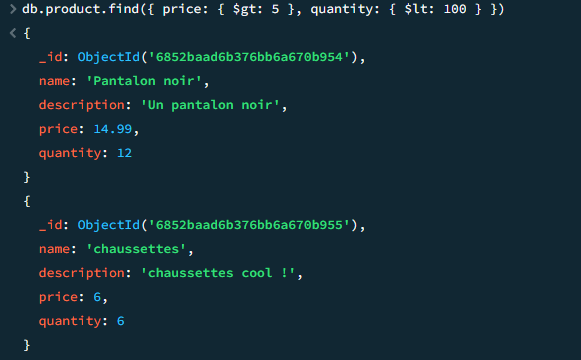 > db.product.find({ price: { $gt: 5 }, quantity: { $lt: 100 } })
< {
_id: ObjectId('6852baad6b376bb6a670b954'),
name: 'Pantalon noir',
description: 'Un pantalon noir',
price: 14.99,
quantity: 12
}
{
_id: ObjectId('6852baad6b376bb6a670b955'),
name: 'chaussettes',
description: 'chaussettes cool !',
price: 6,
quantity: 6
}